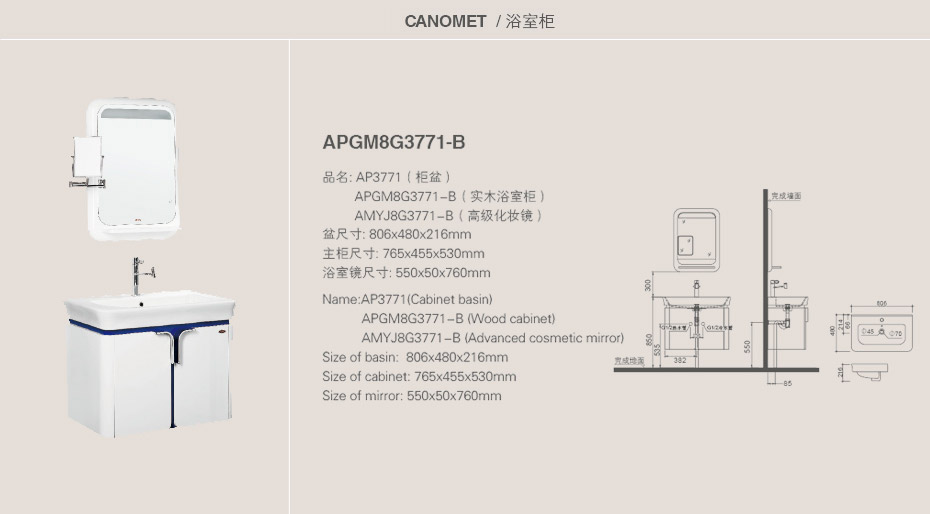 CANOMET / 浴室柜
APGM8G3771-B
品名: AP3771（柜盆）
APGM8G3771-B（实木浴室柜）
AMYJ8G3771-B（高级化妆镜）
盆尺寸: 806x480x216mm
主柜尺寸: 765x455x530mm
浴室镜尺寸: 550x50x760mm
Name:AP3771(Cabinet basin)
APGM8G3771-B (Wood cabinet)
AMYJ8G3771-B (Advanced cosmetic mirror)
Size of basin: 806x480x216mm
Size of cabinet: 765x455x530mm
Size of mirror: 550x50x760mm
完成墙面
300
850
535
382
完成地面
550
85
806
480
214
66
216